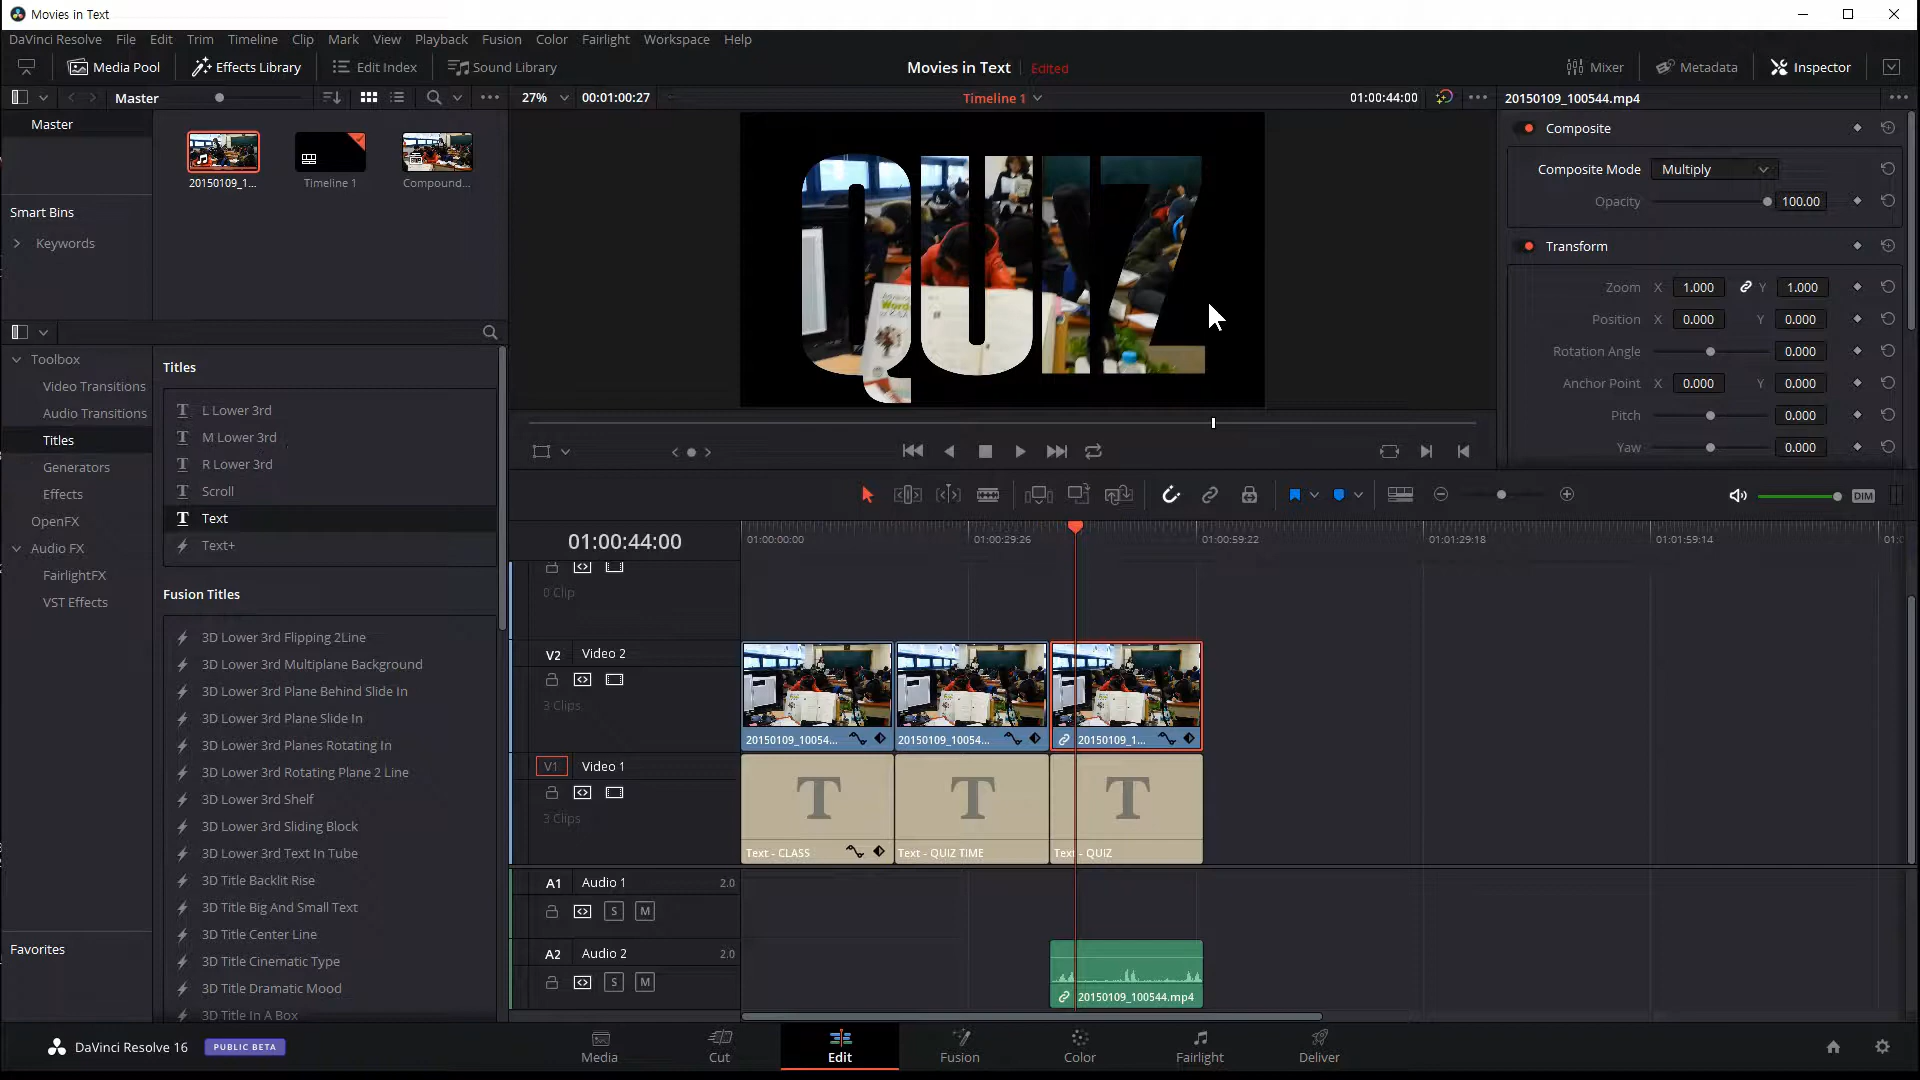 Movies in Text
DaVinci Resolve File Edit Trim Timeline Clip Mark View Playback Fusion Color Fairlight Workspace Help
Media Pool Effects Library Edit Index Sound Library Movies in Text Edited Mixer Metadata Inspector
Master 27% 00:01:00:27 Timeline 1 01:00:44:00 20150109_100544.mp4
Master
20150109_1... Timeline 1 Compound...
Smart Bins
Keywords
QUIZ
Composite
Composite Mode Multiply
Opacity 100.00
Transform
Zoom X 1.000 Y 1.000
Position X 0.000 Y 0.000
Rotation Angle 0.000
Anchor Point X 0.000 Y 0.000
Pitch 0.000
Yaw 0.000
Toolbox
Video Transitions
Audio Transitions
Titles
Generators
Effects
OpenFX
Audio FX
FairlightFX
VST Effects
Favorites
Titles
L Lower 3rd
M Lower 3rd
R Lower 3rd
Scroll
Text
Text+
Fusion Titles
3D Lower 3rd Flipping 2Line
3D Lower 3rd Multiplane Background
3D Lower 3rd Plane Behind Slide In
3D Lower 3rd Plane Slide In
3D Lower 3rd Planes Rotating In
3D Lower 3rd Rotating Plane 2 Line
3D Lower 3rd Shelf
3D Lower 3rd Sliding Block
3D Lower 3rd Text In Tube
3D Title Backlit Rise
3D Title Big And Small Text
3D Title Center Line
3D Title Cinematic Type
3D Title Dramatic Mood
3D Title In A Box
DIM
01:00:44:00 01:00:00:00 01:00:29:26 01:00:59:22 01:01:29:18 01:01:59:14
0 Clip
V2 Video 2
3 Clips
20150109_10054... 20150109_10054... 20150109_1...
V1 Video 1
3 Clips
T T T
Text - CLASS Text - QUIZ TIME Text - QUIZ
A1 Audio 1 2.0
S M
A2 Audio 2 2.0
S M
20150109_100544.mp4
DaVinci Resolve 16 PUBLIC BETA
Media Cut Edit Fusion Color Fairlight Deliver